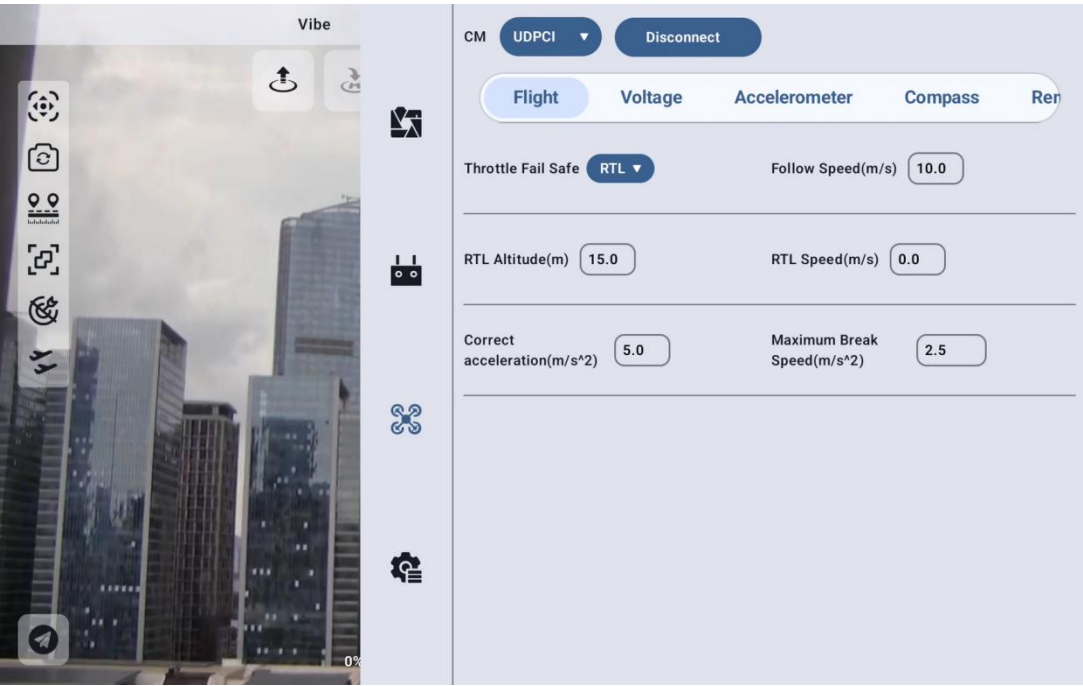 Vibe
CM UDPCI ▼ Disconnect
Flight Voltage Accelerometer Compass Ren
Throttle Fail Safe RTL ▼ Follow Speed(m/s) 10.0
RTL Altitude(m) 15.0 RTL Speed(m/s) 0.0
Correct
acceleration(m/s^2) 5.0
Maximum Break
Speed(m/s^2) 2.5
0%